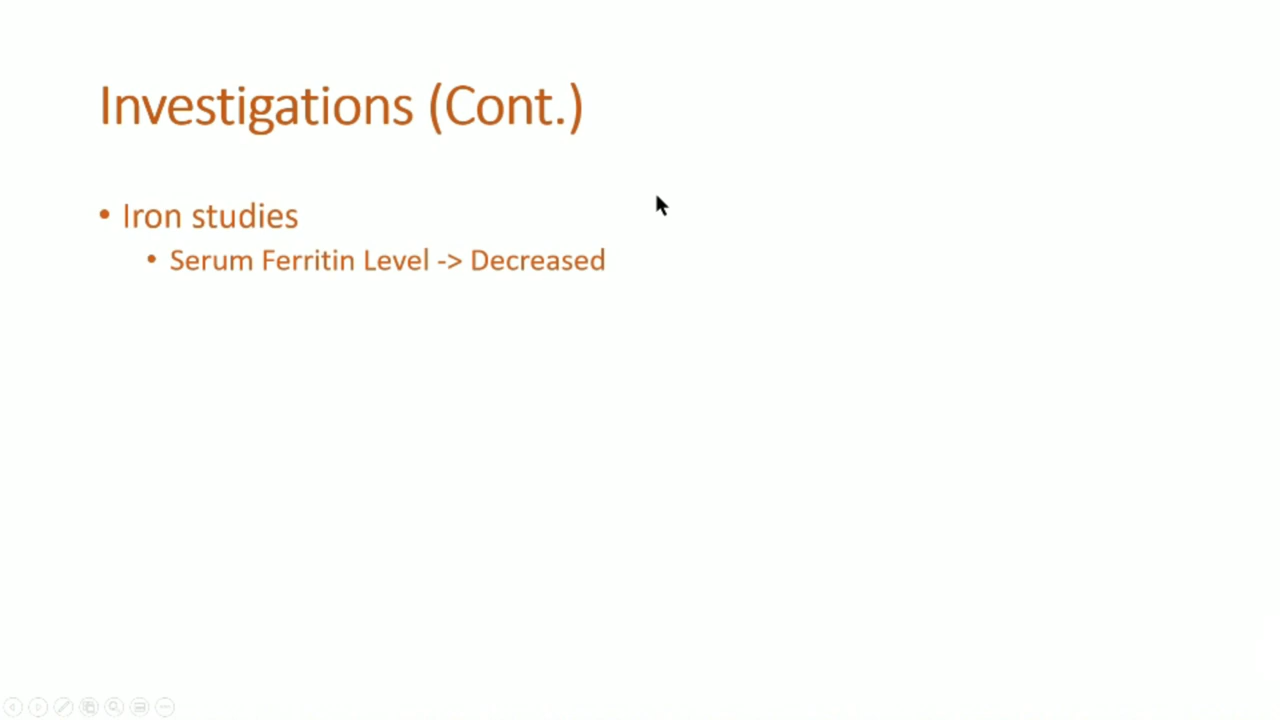 Investigations (Cont.)
• Iron studies
• Serum Ferritin Level -> Decreased